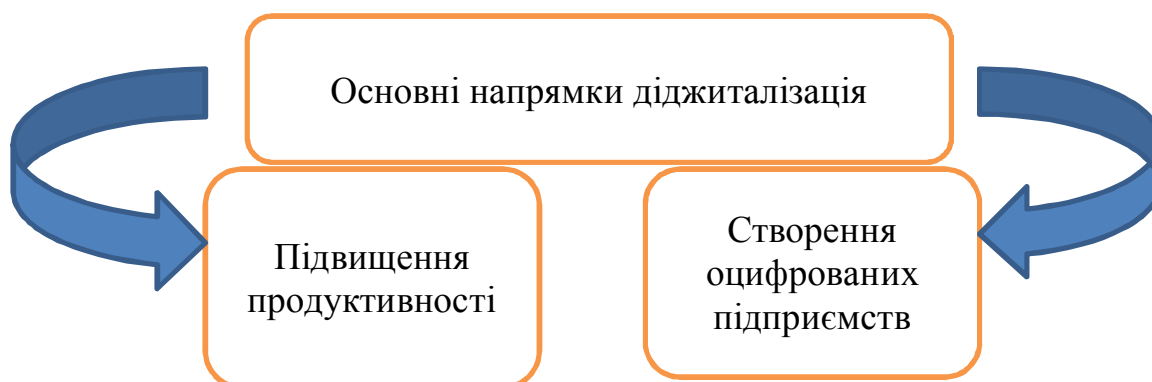 Основні напрямки діджиталізація
Підвищення
продуктивності
Створення
оцифрованих
підприємств